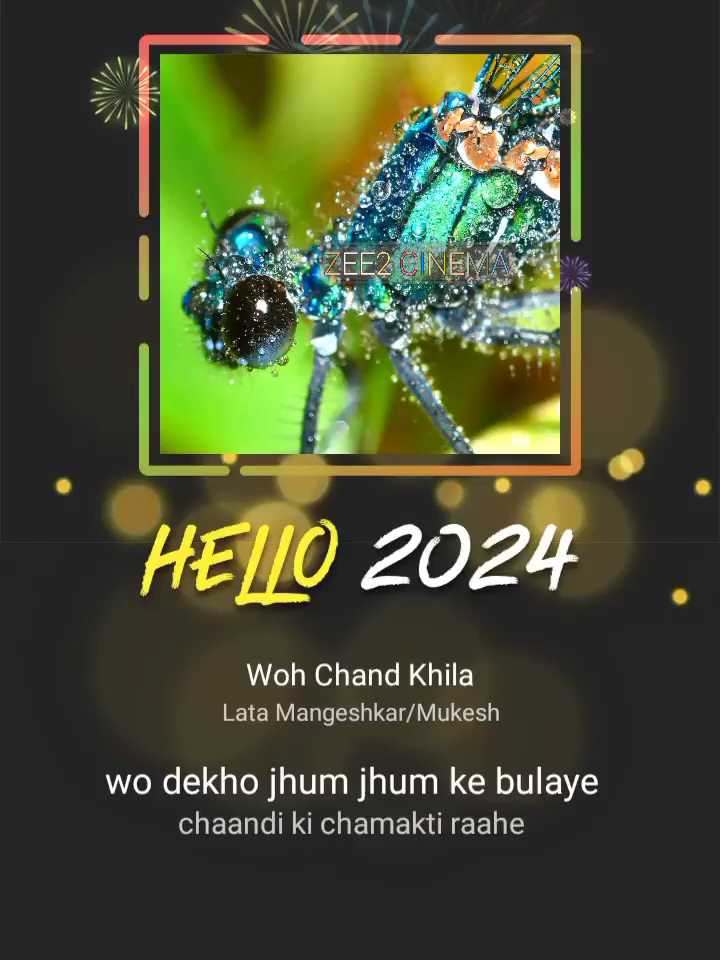 ZEE2 CINEMA
HELLO 2024
Woh Chand Khila
Lata Mangeshkar/Mukesh
wo dekho jhum jhum ke bulaye
chaandi ki chamakti raahe